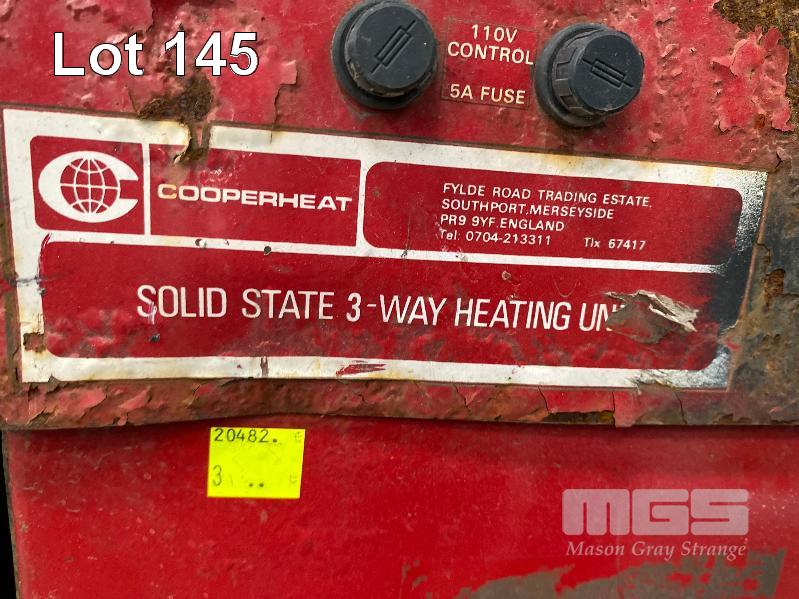 Lot 145
110V
CONTROL
5A FUSE
COOPERHEAT
FYLDE ROAD TRADING ESTATE,
SOUTHPORT, MERSEYSIDE
PR9 9YF, ENGLAND
Tel: 0704-213311 Tlx 67417
SOLID STATE 3-WAY HEATING
20482.
3
MGS
Mason Gray Strange